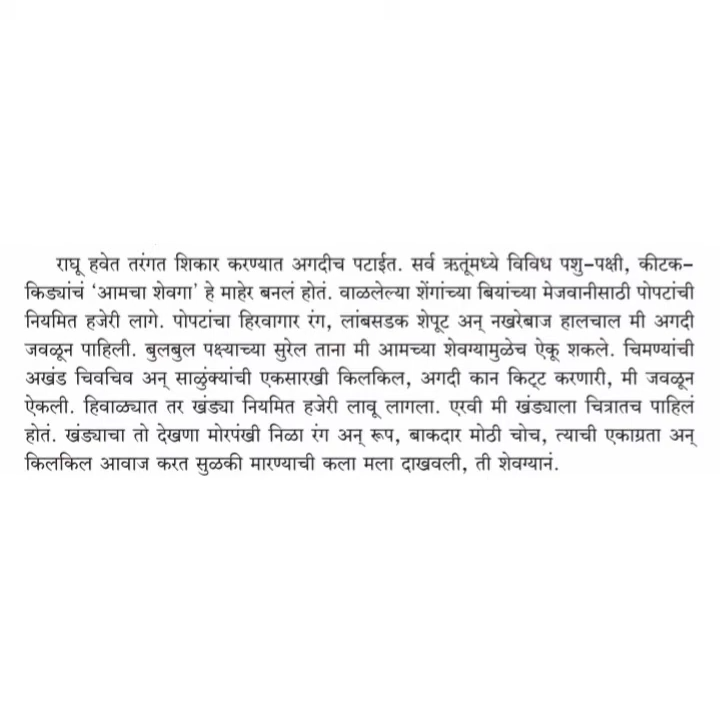 राघू हवेत तरंगत शिकार करण्यात अगदीच पटाईत. सर्व ऋतूंमध्ये विविध पशु-पक्षी, कीटक-
किड्यांचं ‘आमचा शेवगा’ हे माहेर बनलं होतं. वाळलेल्या शेंगांच्या बियांच्या मेजवानीसाठी पोपटांची
नियमित हजेरी लागे. पोपटांचा हिरवागार रंग, लांबसडक शेपूट अन् नखरेबाज हालचाल मी अगदी
जवळून पाहिली. बुलबुल पक्ष्याच्या सुरेल ताना मी आमच्या शेवग्यामुळेच ऐकू शकले. चिमण्यांची
अखंड चिवचिव अन् साळुंक्यांची एकसारखी किलकिल, अगदी कान किट्ट करणारी, मी जवळून
ऐकली. हिवाळ्यात तर खंड्या नियमित हजेरी लावू लागला. एरवी मी खंड्याला चित्रातच पाहिलं
होतं. खंड्याचा तो देखणा मोरपंखी निळा रंग अन् रूप, बाकदार मोठी चोच, त्याची एकाग्रता अन्
किलकिल आवाज करत सुळकी मारण्याची कला मला दाखवली, ती शेवग्यानं.